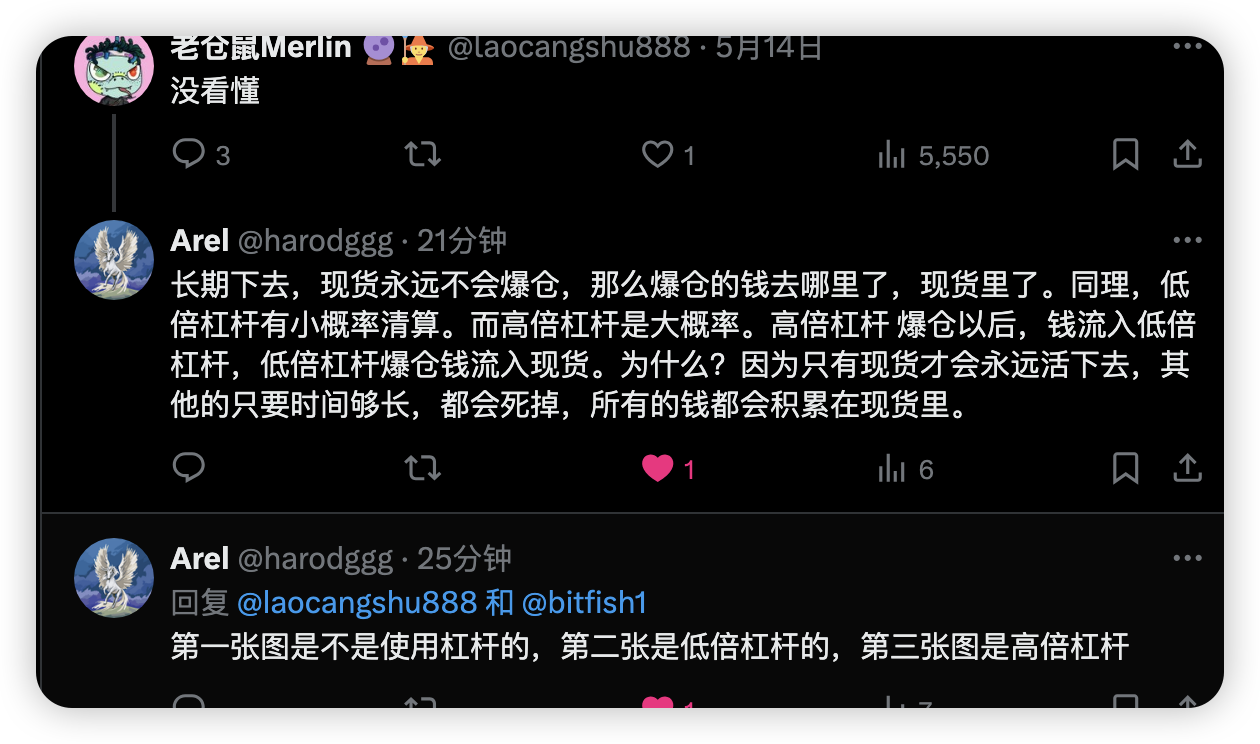 老仓鼠Merlin 🔮🧙 @laocangshu888 · 5月14日
没看懂
3 1 5,550
Arel @harodggg · 21分钟
长期下去，现货永远不会爆仓，那么爆仓的钱去哪里了，现货里了。同理，低
倍杠杆有小概率清算。而高倍杠杆是大概率。高倍杠杆 爆仓以后，钱流入低倍
杠杆，低倍杠杆爆仓钱流入现货。为什么？因为只有现货才会永远活下去，其
他的只要时间够长，都会死掉，所有的钱都会积累在现货里。
1 6
Arel @harodggg · 25分钟
回复 @laocangshu888 和 @bitfish1
第一张图是不是使用杠杆的，第二张是低倍杠杆的，第三张图是高倍杠杆